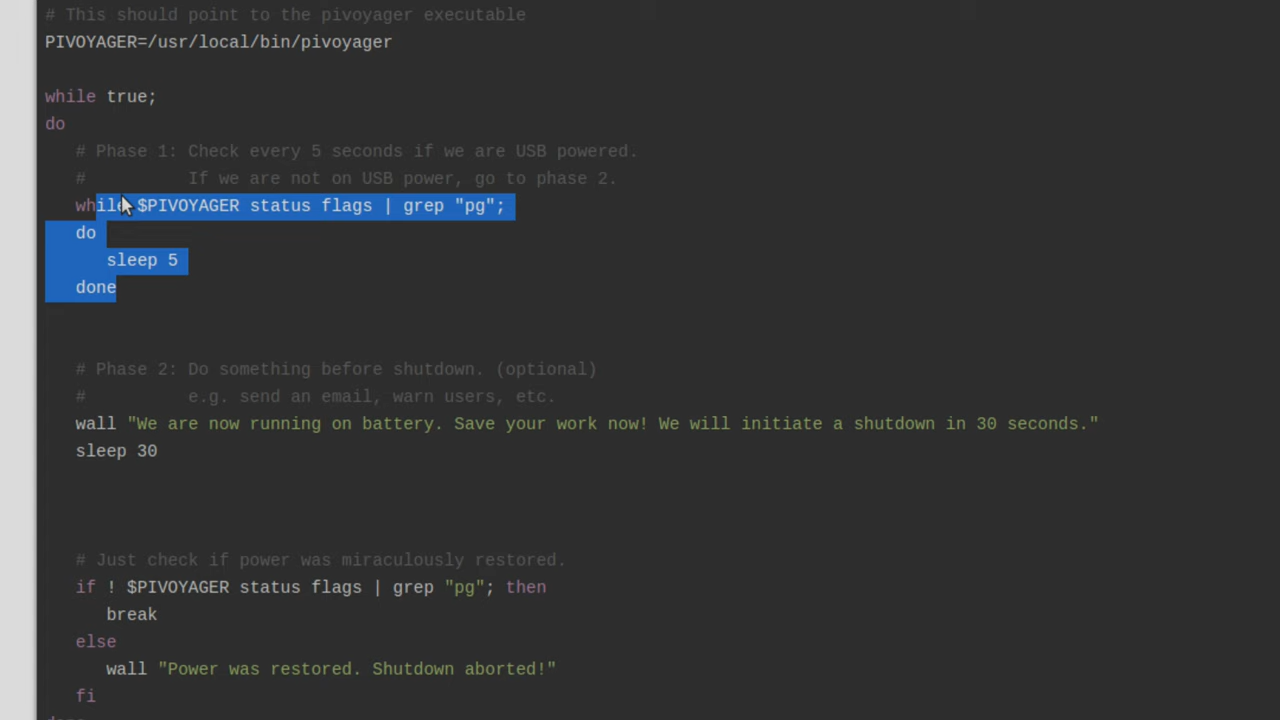 # This should point to the pivoyager executable
PIVOYAGER=/usr/local/bin/pivoyager
while true;
do
# Phase 1: Check every 5 seconds if we are USB powered.
# If we are not on USB power, go to phase 2.
while $PIVOYAGER status flags | grep "pg";
do
sleep 5
done
# Phase 2: Do something before shutdown. (optional)
# e.g. send an email, warn users, etc.
wall "We are now running on battery. Save your work now! We will initiate a shutdown in 30 seconds."
sleep 30
# Just check if power was miraculously restored.
if ! $PIVOYAGER status flags | grep "pg"; then
break
else
wall "Power was restored. Shutdown aborted!"
fi